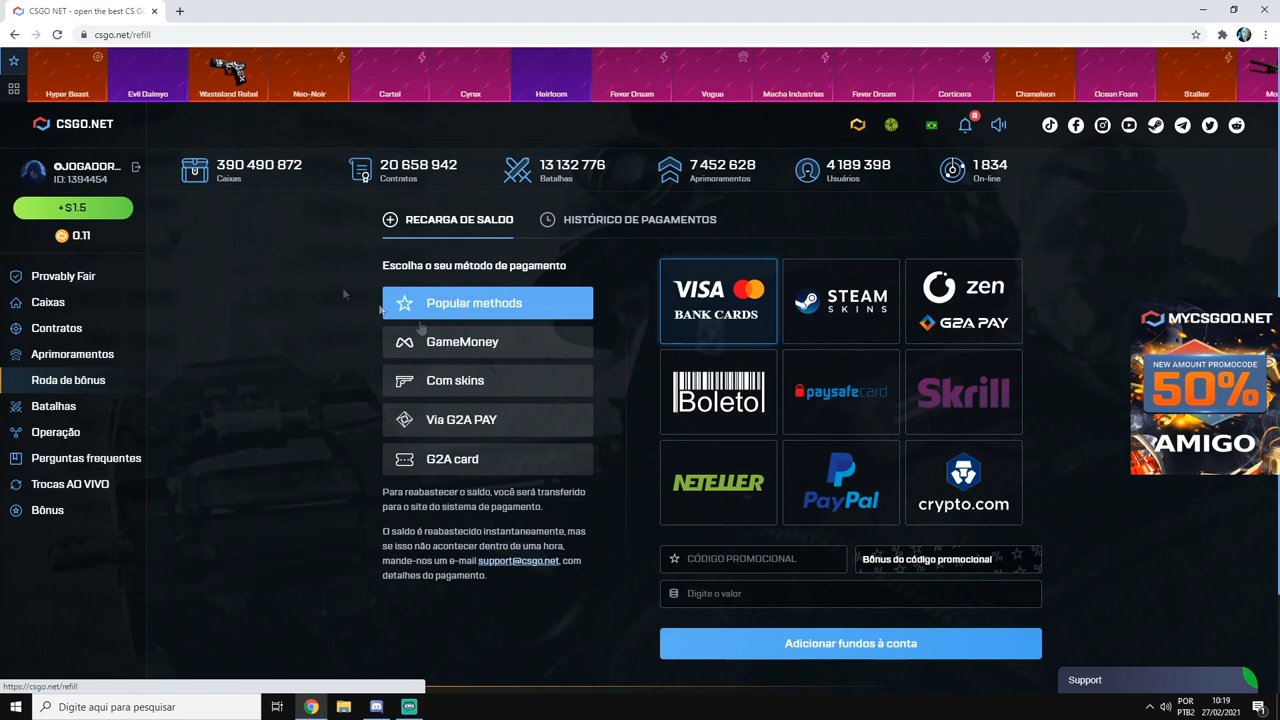 CSGO NET - open the best CS GO
csgo.net/refill
Hyper Beast
Evil Daimyo
Wasteland Rebel
Neo-Noir
Cartel
Cyrex
Heirloom
Fever Dream
Vogue
Mecha Industries
Fever Dream
Corticera
Chameleon
Ocean Foam
Stalker
Mo
CSGO.NET
8
@JOGADOR...
ID: 1394454
390 490 872
Caixas
20 658 942
Contratos
13 132 776
Batalhas
7 452 628
Aprimoramentos
4 189 398
Usuários
1 834
On-line
+$1.5
0.11
RECARGA DE SALDO
HISTÓRICO DE PAGAMENTOS
Provably Fair
Caixas
Contratos
Aprimoramentos
Roda de bônus
Batalhas
Operação
Perguntas frequentes
Trocas AO VIVO
Bônus
Escolha o seu método de pagamento
Popular methods
GameMoney
Com skins
Via G2A PAY
G2A card
Para reabastecer o saldo, você será transferido
para o site do sistema de pagamento.
O saldo é reabastecido instantaneamente, mas
se isso não acontecer dentro de uma hora,
mande-nos um e-mail support@csgo.net, com
detalhes do pagamento.
VISA
BANK CARDS
STEAM
SKINS
zen
G2A PAY
Boleto
paysafecard
Skrill
NETELLER
PayPal
crypto.com
CÓDIGO PROMOCIONAL
Bônus do código promocional
Digite o valor
Adicionar fundos à conta
MYCSGOO.NET
NEW AMOUNT PROMOCODE
50%
AMIGO
Support
https://csgo.net/refill
Digite aqui para pesquisar
POR
PTB2
10:19
27/02/2021
1